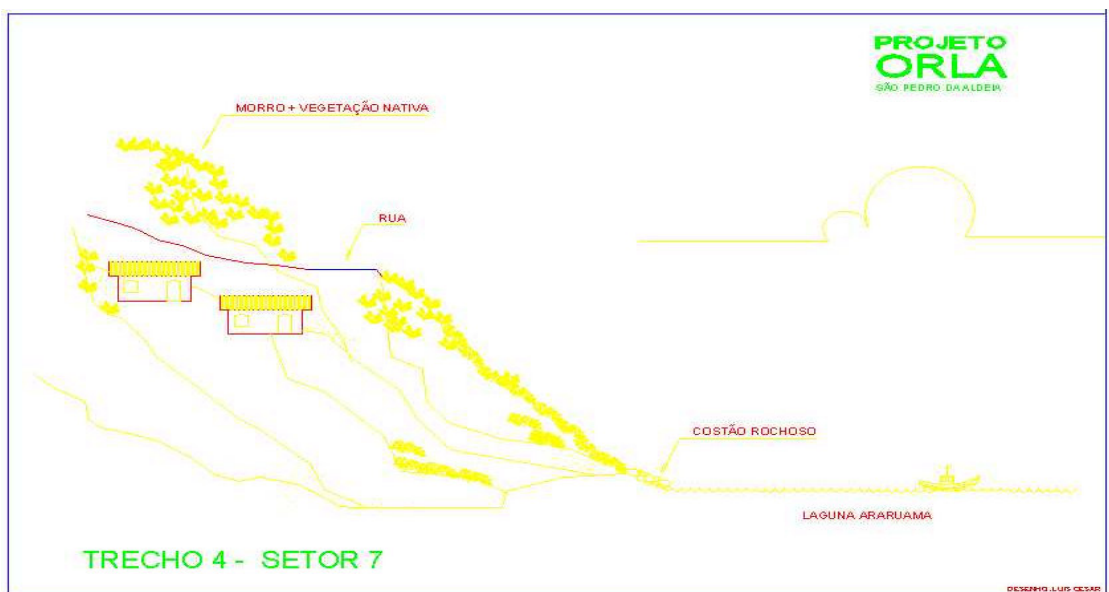 PROJETO
ORLA
SÃO PEDRO DA ALDEIA
MORRO + VEGETAÇÃO NATIVA
RUA
COSTÃO ROCHOSO
LAGUNA ARARUAMA
TRECHO 4 - SETOR 7
DESENHO: LUIS CESAR